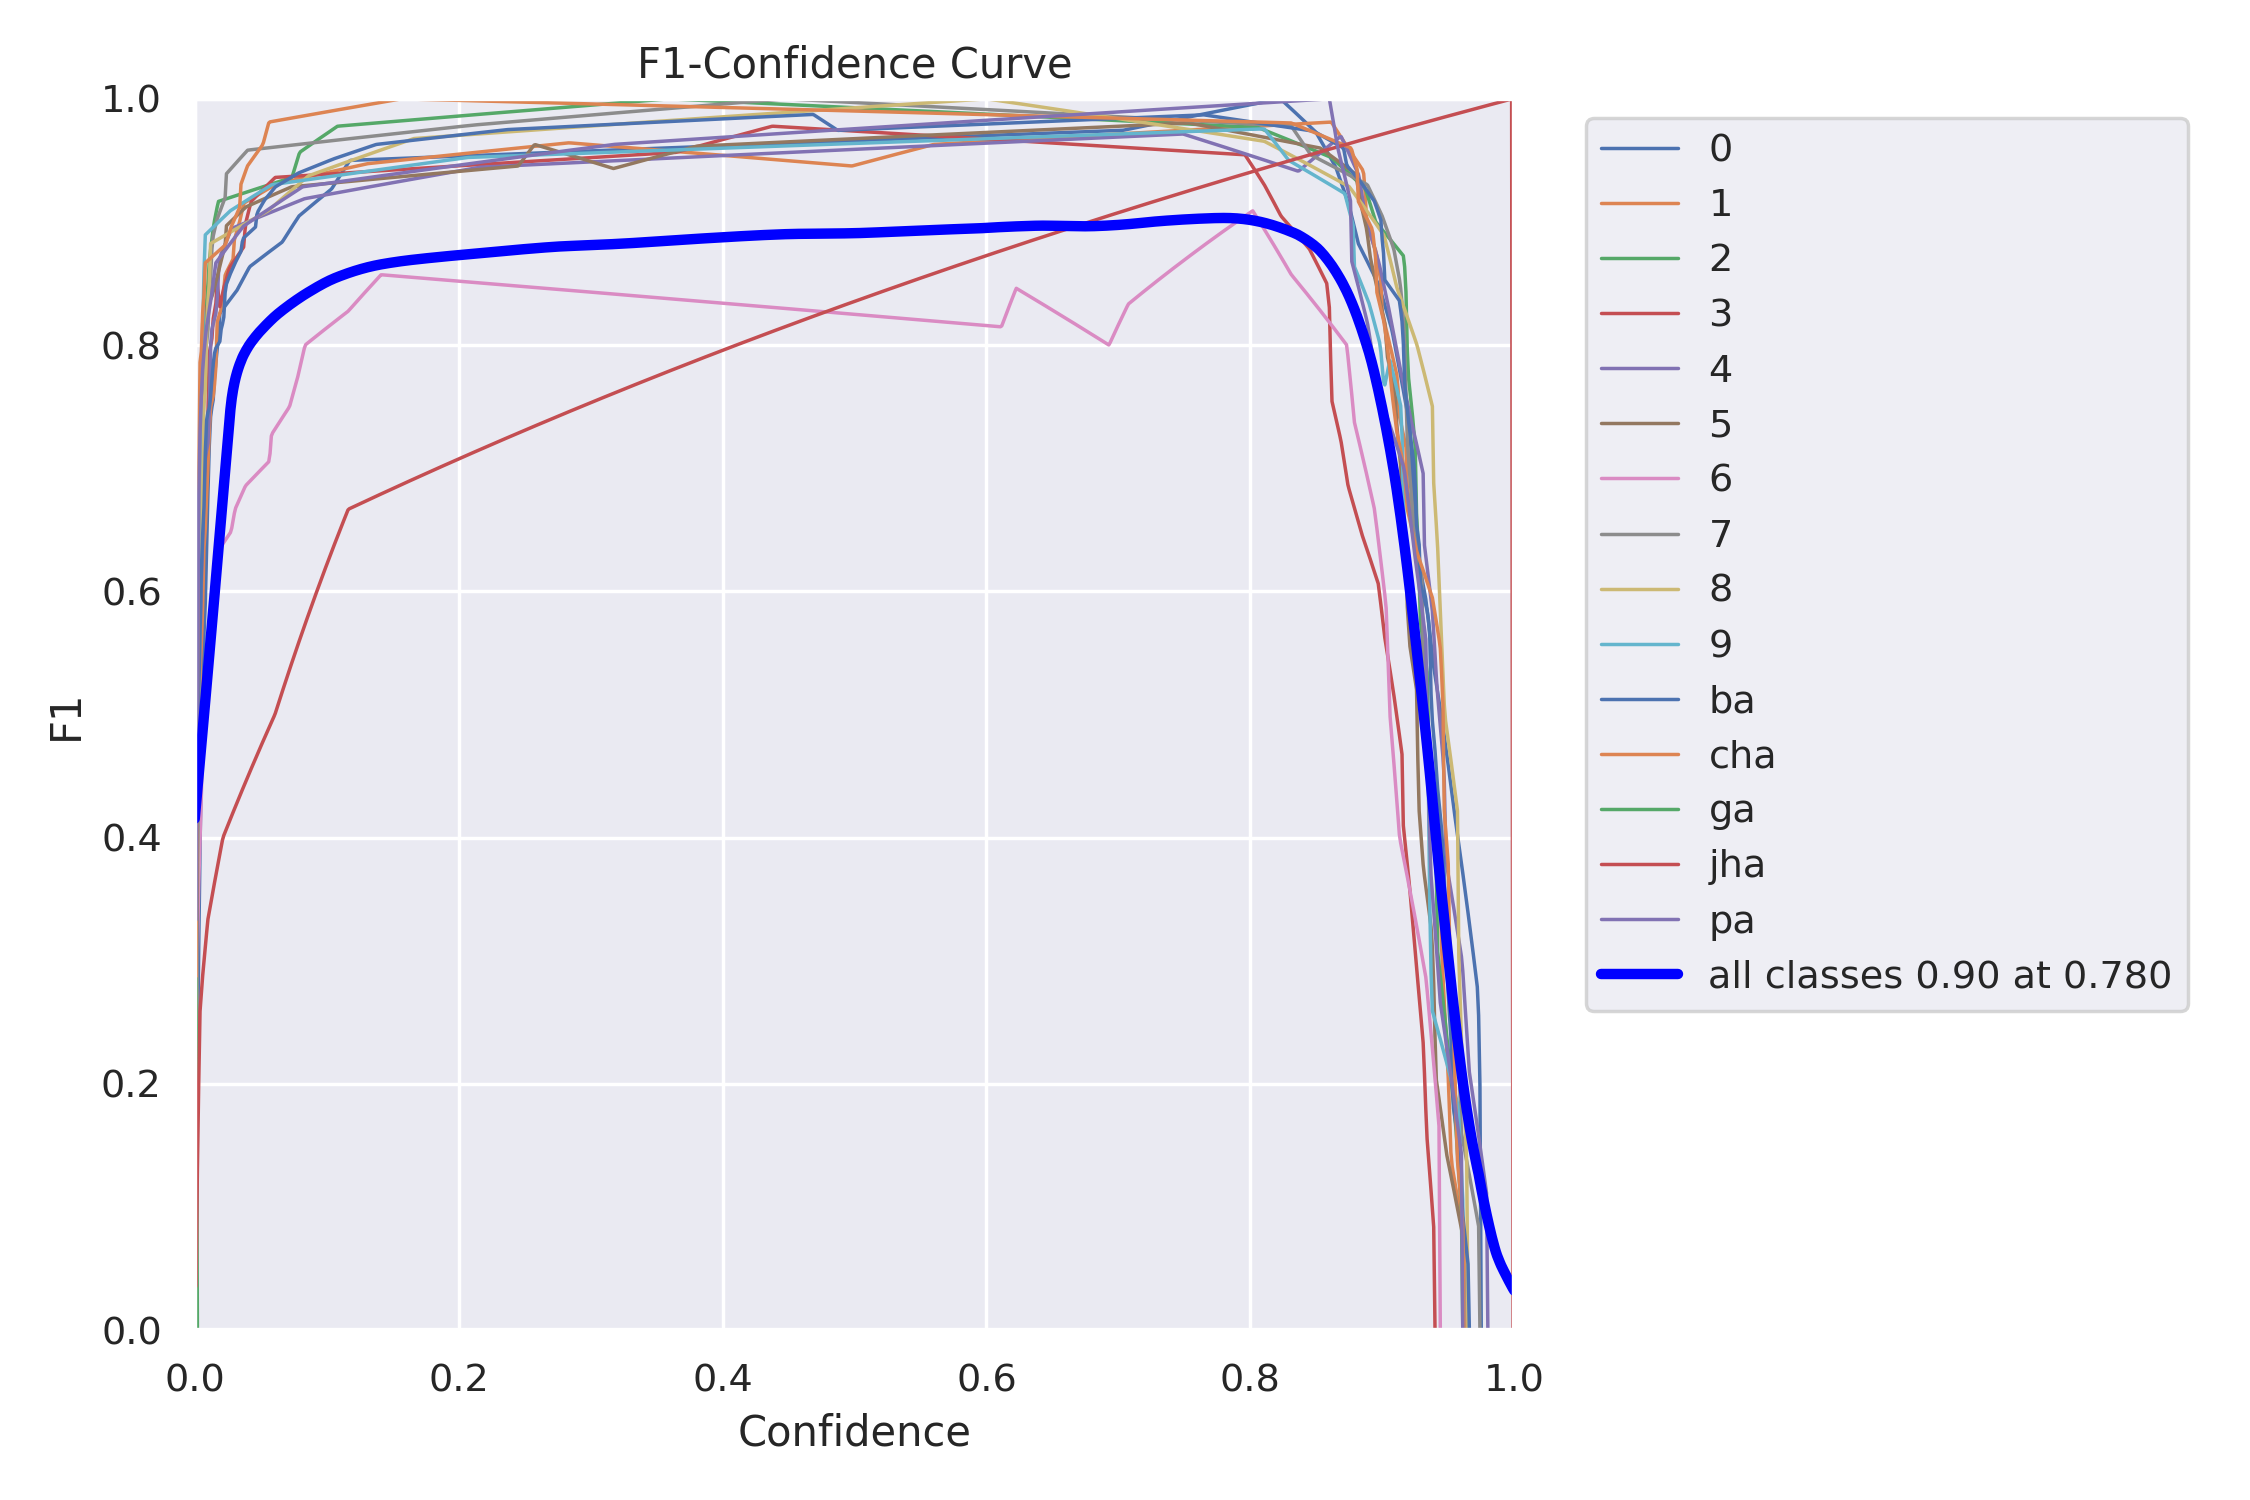 F1-Confidence Curve
1.0
0.8
0.6
0.4
0.2
0.0
F1
0.0 0.2 0.4 0.6 0.8 1.0
Confidence
0
1
2
3
4
5
6
7
8
9
ba
cha
ga
jha
pa
all classes 0.90 at 0.780